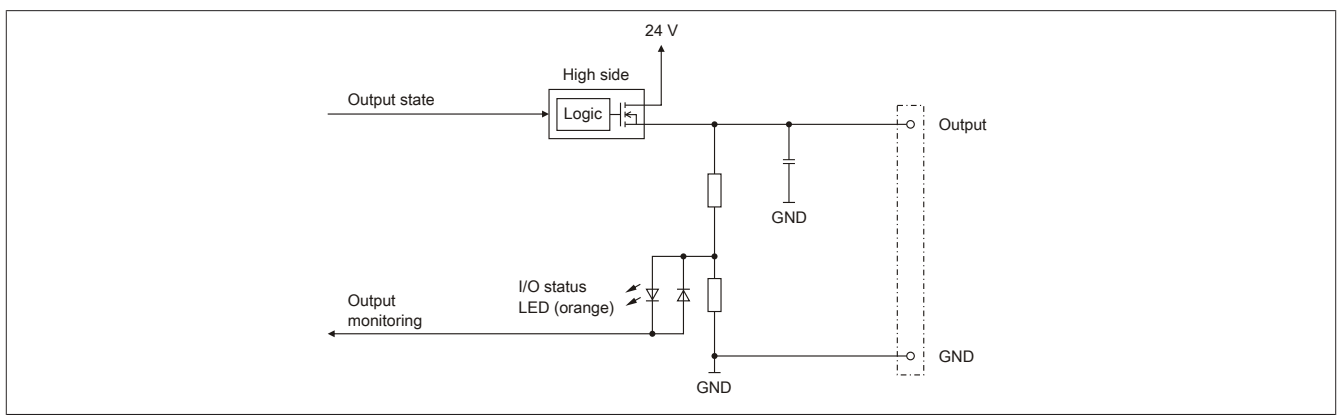 24 V
High side
Output state
Logic
Output
GND
I/O status
LED (orange)
Output
monitoring
GND
GND